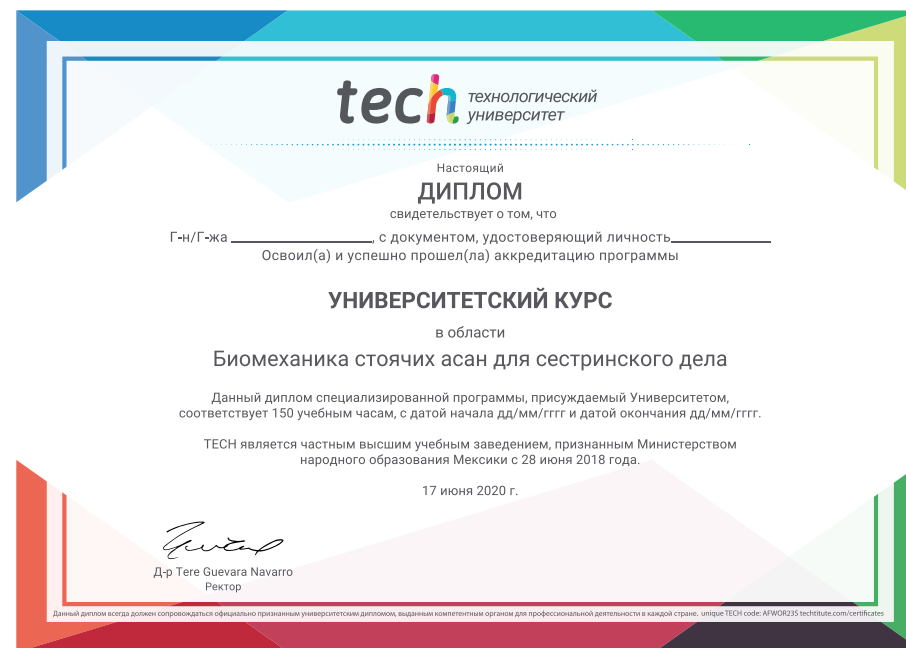 tech технологический
университет
Настоящий
ДИПЛОМ
свидетельствует о том, что
Г-н/Г-жа ____________________, с документом, удостоверяющий личность______________
Освоил(а) и успешно прошел(ла) аккредитацию программы
УНИВЕРСИТЕТСКИЙ КУРС
в области
Биомеханика стоячих асан для сестринского дела
Данный диплом специализированной программы, присуждаемый Университетом,
соответствует 150 учебным часам, с датой начала дд/мм/гггг и датой окончания дд/мм/гггг.
TECH является частным высшим учебным заведением, признанным Министерством
народного образования Мексики с 28 июня 2018 года.
17 июня 2020 г.
Д-р Tere Guevara Navarro
Ректор
Данный диплом всегда должен сопровождаться официально признанным университетским дипломом, выданным компетентным органом для профессиональной деятельности в каждой стране. unique TECH code: AFWOR23S techtitute.com/certificates